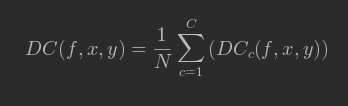 $DC(f, x, y) = \frac{1}{N} \sum_{c=1}^{C} (DC_c(f, x, y))$